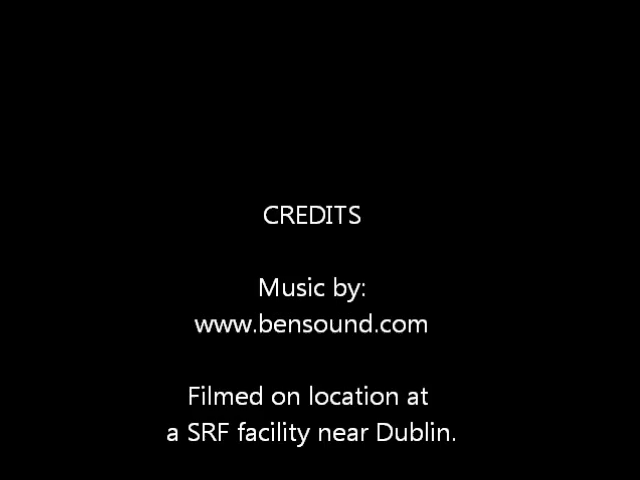 CREDITS
Music by:
www.bensound.com
Filmed on location at
a SRF facility near Dublin.